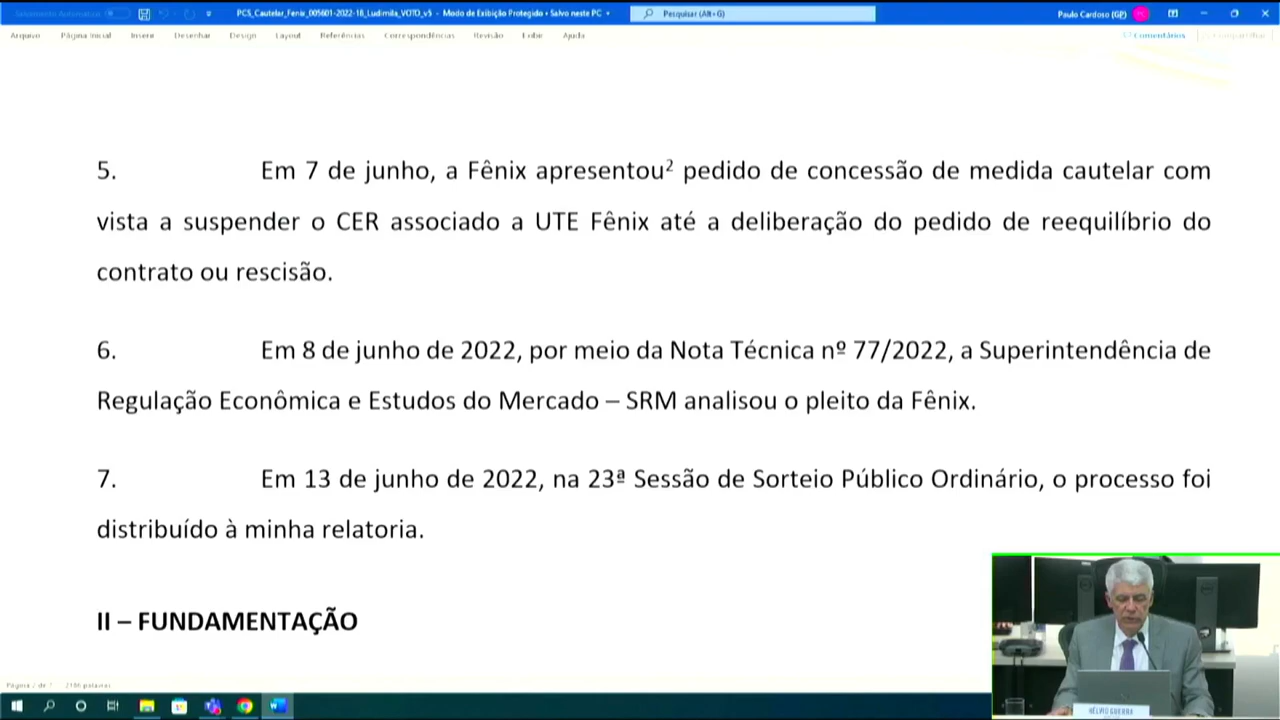 PCS_Cautelar_Fenix_005601-2022-18_Ludimila_VOTO_v5 - Modo de Exibição Protegido • Salvo neste PC
Pesquisar (Alt+G)
Paulo Cardoso (GP)
Arquivo Página Inicial Inserir Desenhar Design Layout Referências Correspondências Revisão Exibir Ajuda
Comentários
5. Em 7 de junho, a Fênix apresentou² pedido de concessão de medida cautelar com
vista a suspender o CER associado a UTE Fênix até a deliberação do pedido de reequilíbrio do
contrato ou rescisão.
6. Em 8 de junho de 2022, por meio da Nota Técnica nº 77/2022, a Superintendência de
Regulação Econômica e Estudos do Mercado – SRM analisou o pleito da Fênix.
7. Em 13 de junho de 2022, na 23ª Sessão de Sorteio Público Ordinário, o processo foi
distribuído à minha relatoria.
II – FUNDAMENTAÇÃO
HÉLVIO GUERRA